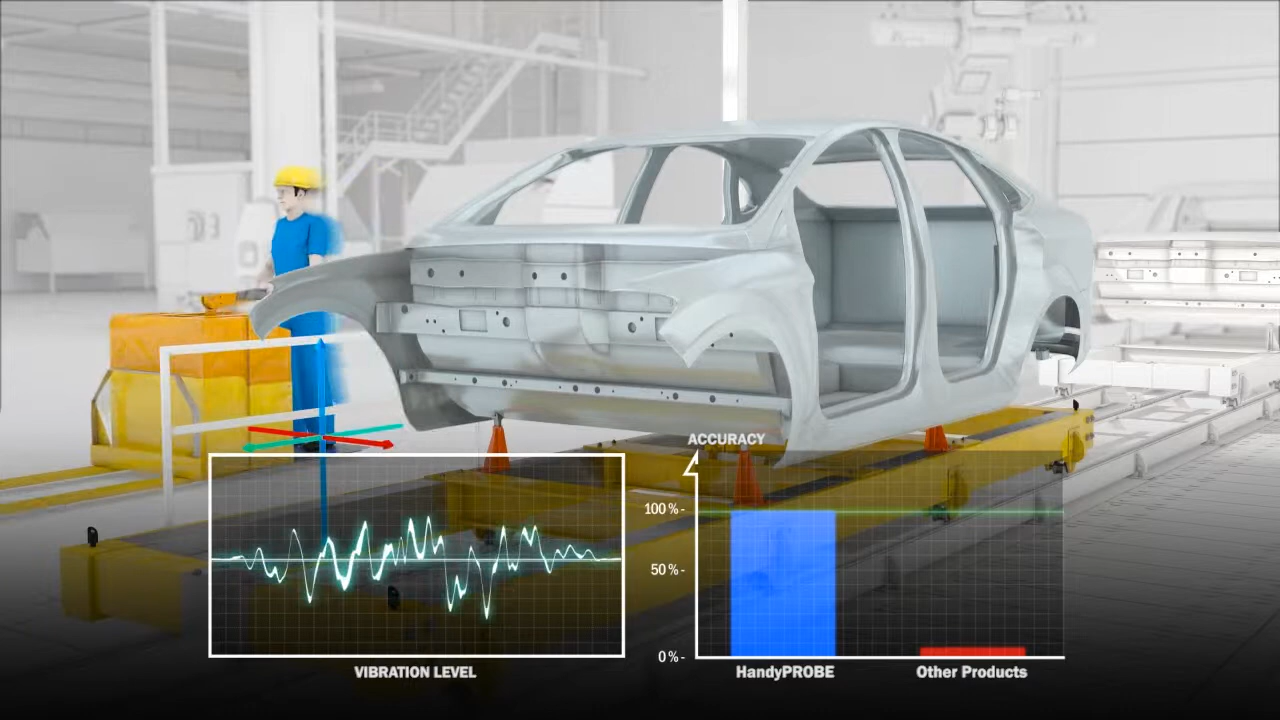 ACCURACY
100%-
50%-
0%-
VIBRATION LEVEL
HandyPROBE
Other Products